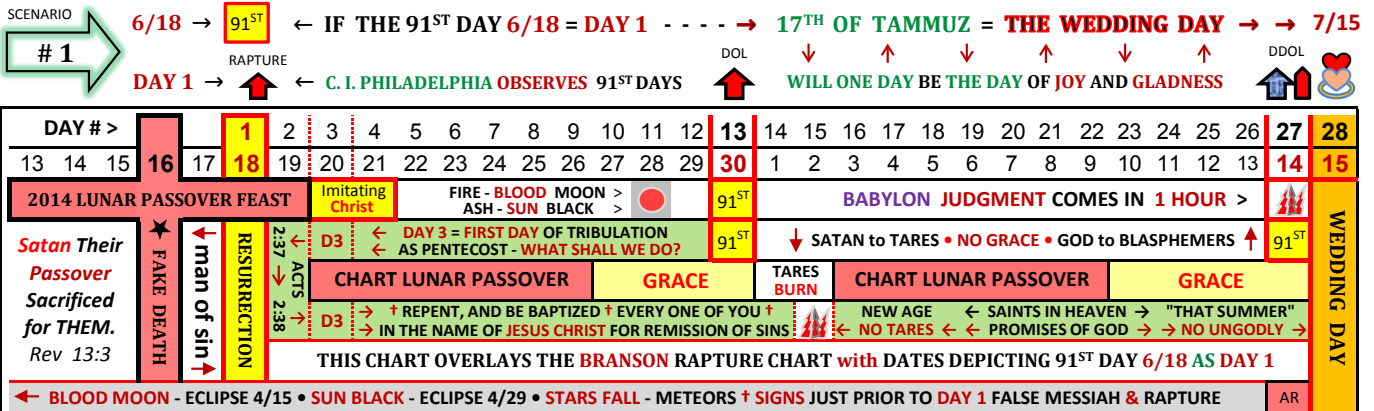 SCENARIO
# 1
6/18 → 91ST ← IF THE 91ST DAY 6/18 = DAY 1 - - - - → 17TH OF TAMMUZ = THE WEDDING DAY → → 7/15
RAPTURE DOL DDOL
DAY 1 → ← C. I. PHILADELPHIA OBSERVES 91ST DAYS WILL ONE DAY BE THE DAY OF JOY AND GLADNESS
DAY # > 1 2 3 4 5 6 7 8 9 10 11 12 13 14 15 16 17 18 19 20 21 22 23 24 25 26 27 28
13 14 15 16 17 18 19 20 21 22 23 24 25 26 27 28 29 30 1 2 3 4 5 6 7 8 9 10 11 12 13 14 15
2014 LUNAR PASSOVER FEAST
Imitating
Christ
FIRE - BLOOD MOON >
ASH - SUN BLACK >
91ST
BABYLON JUDGMENT COMES IN 1 HOUR >
Satan Their
Passover
Sacrificed
for THEM.
Rev 13:3
★ FAKE DEATH
← man of sin →
RESURRECTION
2:37 ← ACTS
↓
2:38 →
D3
← DAY 3 = FIRST DAY OF TRIBULATION
← AS PENTECOST - WHAT SHALL WE DO?
91ST
↓ SATAN to TARES • NO GRACE • GOD to BLASPHEMERS ↑
91ST
WEDDING DAY
CHART LUNAR PASSOVER
GRACE
TARES
BURN
CHART LUNAR PASSOVER
GRACE
D3
→ † REPENT, AND BE BAPTIZED † EVERY ONE OF YOU †
→ IN THE NAME OF JESUS CHRIST FOR REMISSION OF SINS
NEW AGE ← SAINTS IN HEAVEN → "THAT SUMMER"
← NO TARES ← ← PROMISES OF GOD → → NO UNGODLY →
THIS CHART OVERLAYS THE BRANSON RAPTURE CHART with DATES DEPICTING 91ST DAY 6/18 AS DAY 1
← BLOOD MOON - ECLIPSE 4/15 • SUN BLACK - ECLIPSE 4/29 • STARS FALL - METEORS † SIGNS JUST PRIOR TO DAY 1 FALSE MESSIAH & RAPTURE
AR